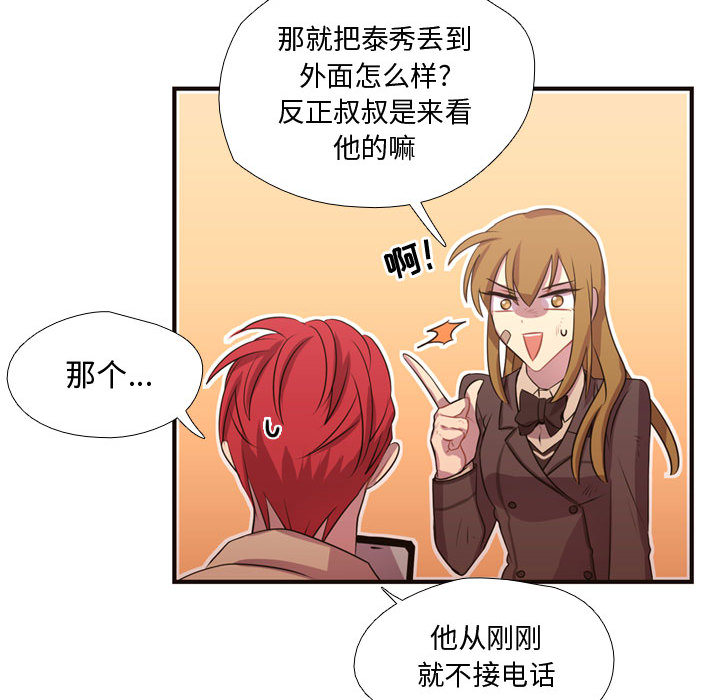 那就把泰秀丢到
外面怎么样?
反正叔叔是来看
他的嘛
啊!
那个...
他从刚刚
就不接电话